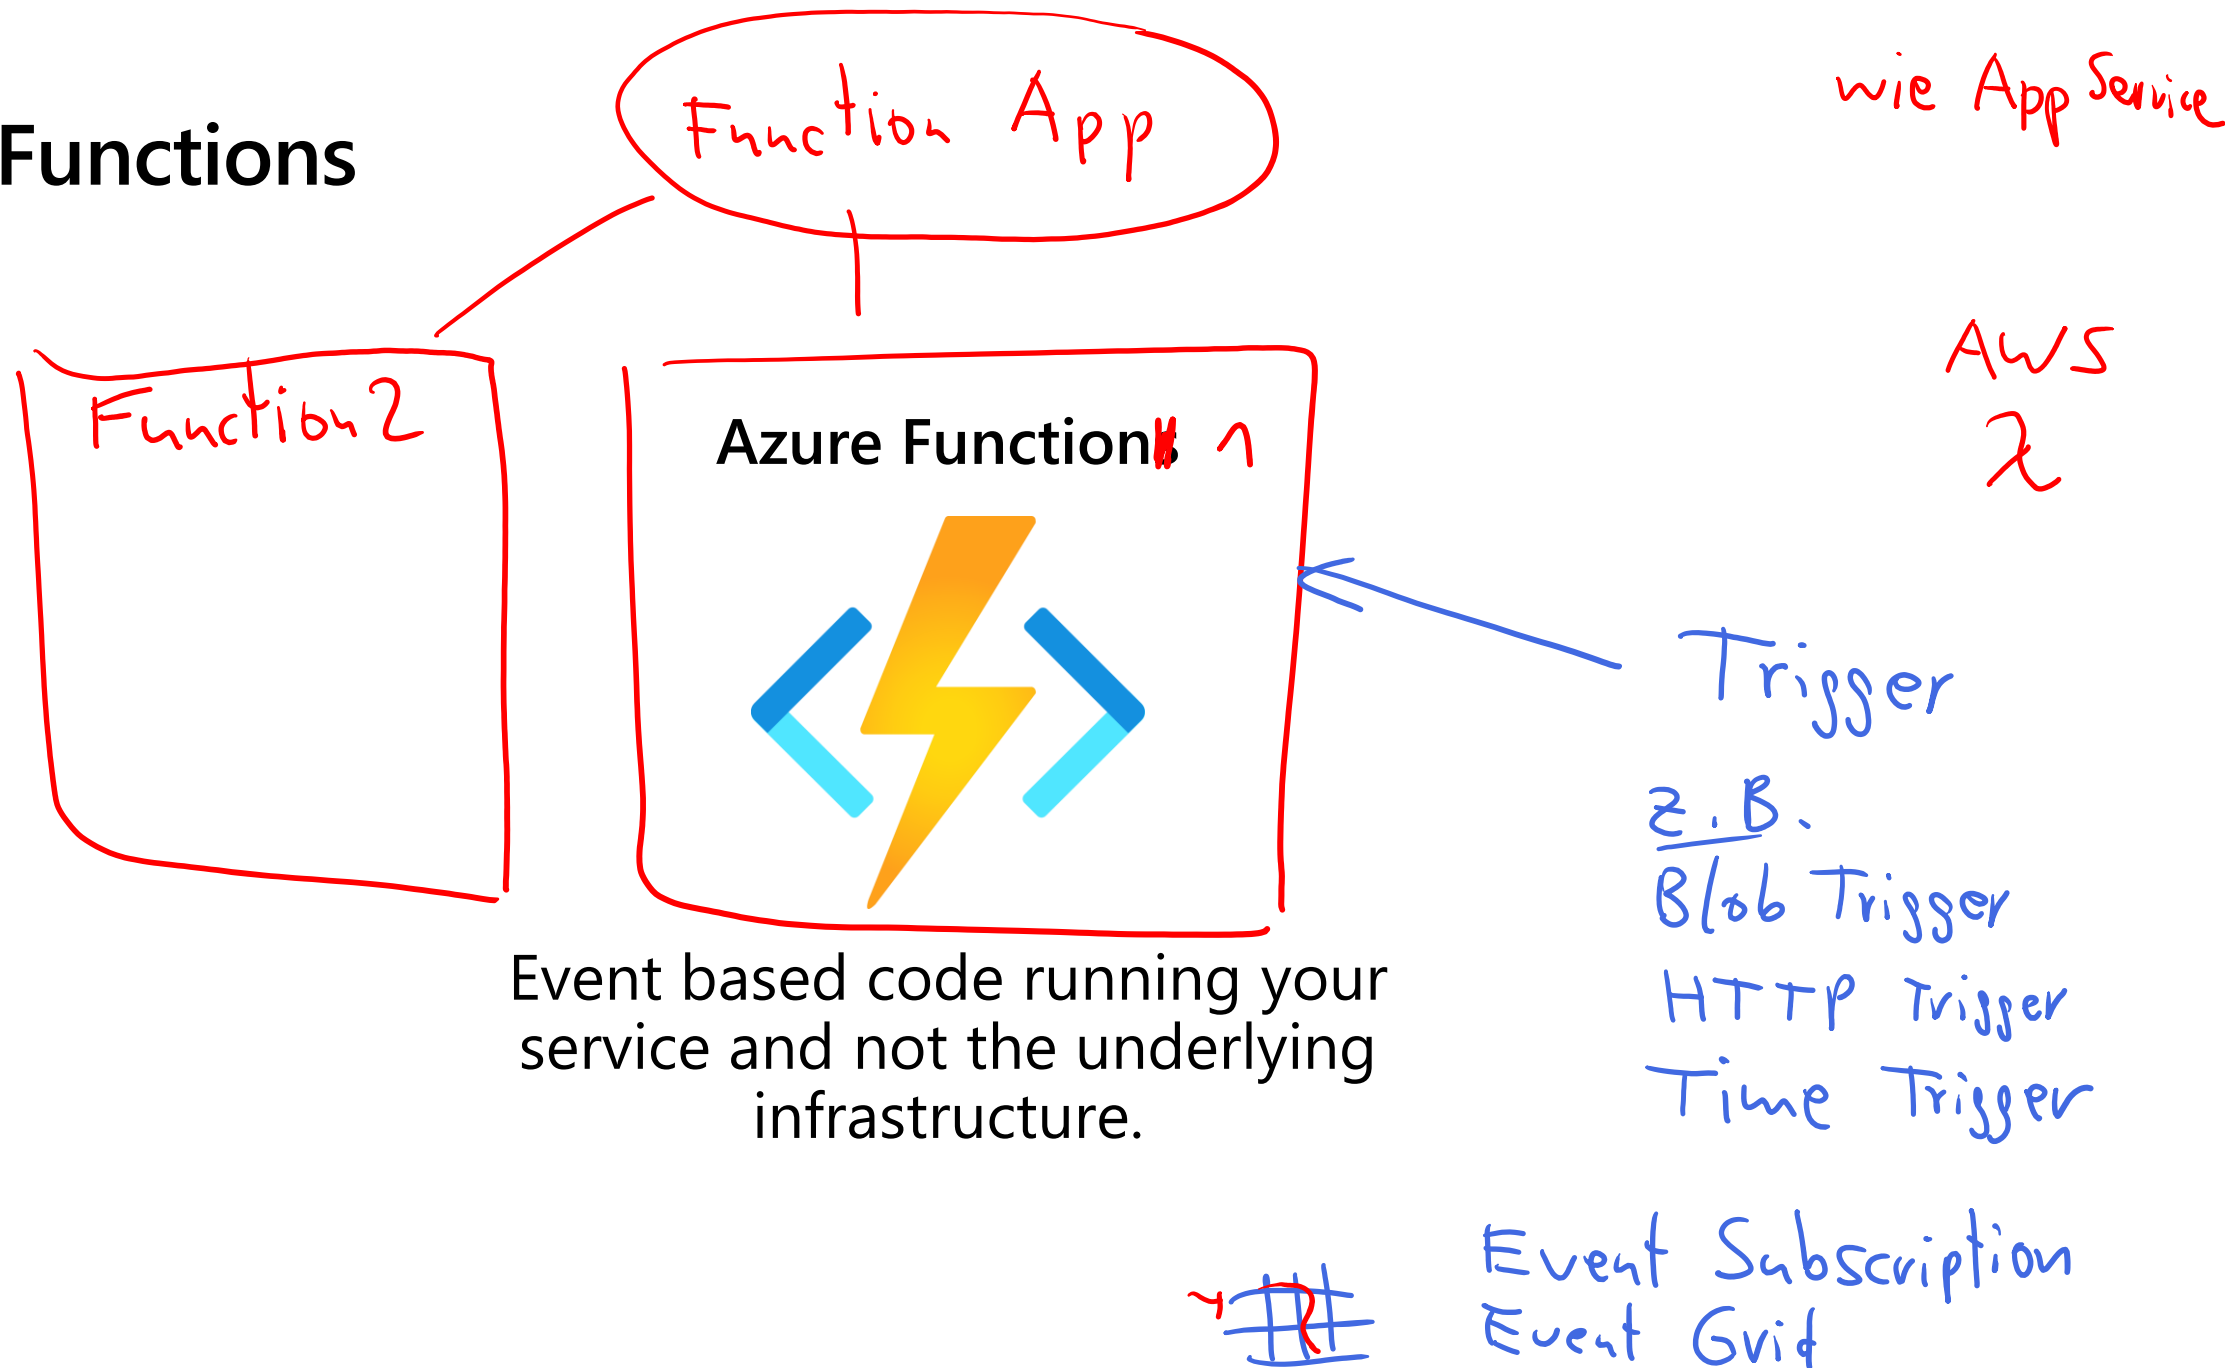 Function App
wie App Service
Functions
AWS
λ
Function 2
Azure Function 1
Trigger
z.B.
Blob Trigger
HTTP Trigger
Time Trigger
Event based code running your
service and not the underlying
infrastructure.
Event Subscription
Event Grid